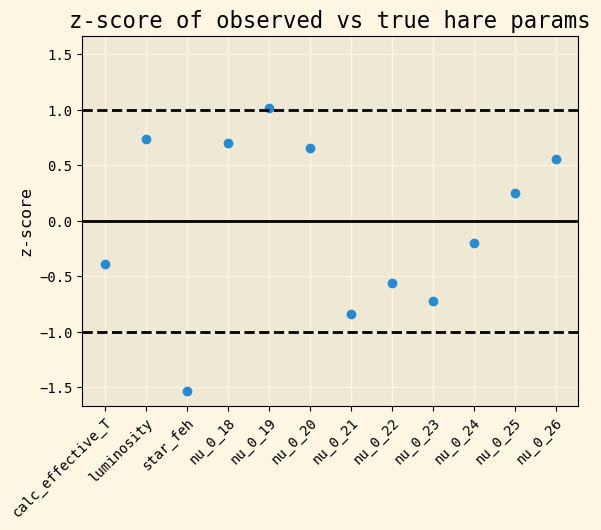 z-score of observed vs true hare params
1.5
1.0
0.5
0.0
−0.5
−1.0
−1.5
z-score
calc_effective_T
luminosity
star_feh
nu_0_18
nu_0_19
nu_0_20
nu_0_21
nu_0_22
nu_0_23
nu_0_24
nu_0_25
nu_0_26